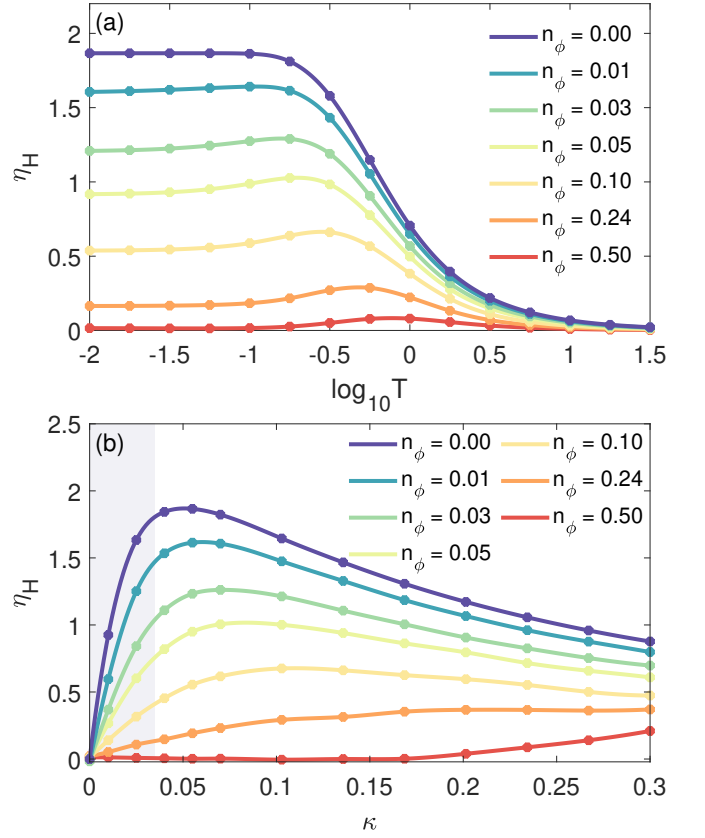 (a)
n_ϕ = 0.00
n_ϕ = 0.01
n_ϕ = 0.03
n_ϕ = 0.05
n_ϕ = 0.10
n_ϕ = 0.24
n_ϕ = 0.50
2
1.5
1
0.5
0
η_H
-2 -1.5 -1 -0.5 0 0.5 1 1.5
log₁₀T
(b)
n_ϕ = 0.00 n_ϕ = 0.10
n_ϕ = 0.01 n_ϕ = 0.24
n_ϕ = 0.03 n_ϕ = 0.50
n_ϕ = 0.05
2.5
2
1.5
1
0.5
0
η_H
0 0.05 0.1 0.15 0.2 0.25 0.3
κ